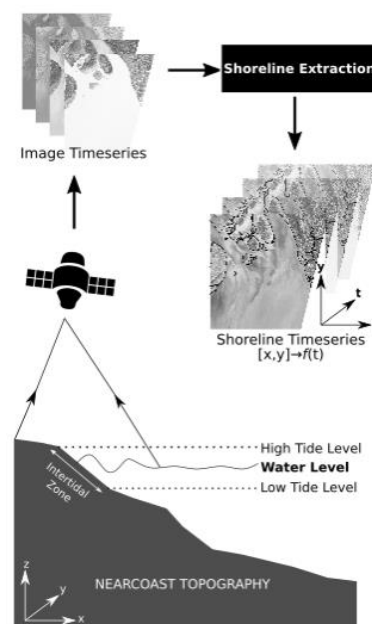 Shoreline Extraction
Image Timeseries
y
t
Shoreline Timeseries
[x,y]→f(t)
High Tide Level
Water Level
Low Tide Level
Intertidal
Zone
z
y
x
NEARCOAST TOPOGRAPHY